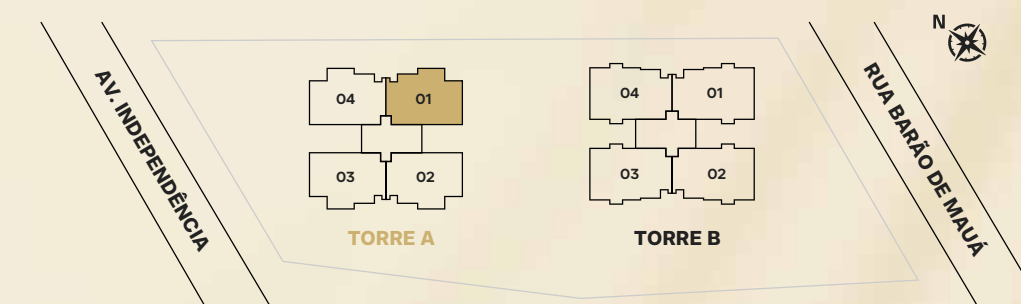 N
AV. INDEPENDÊNCIA
04
01
03
02
TORRE A
04
01
03
02
TORRE B
RUA BARÃO DE MAUÁ